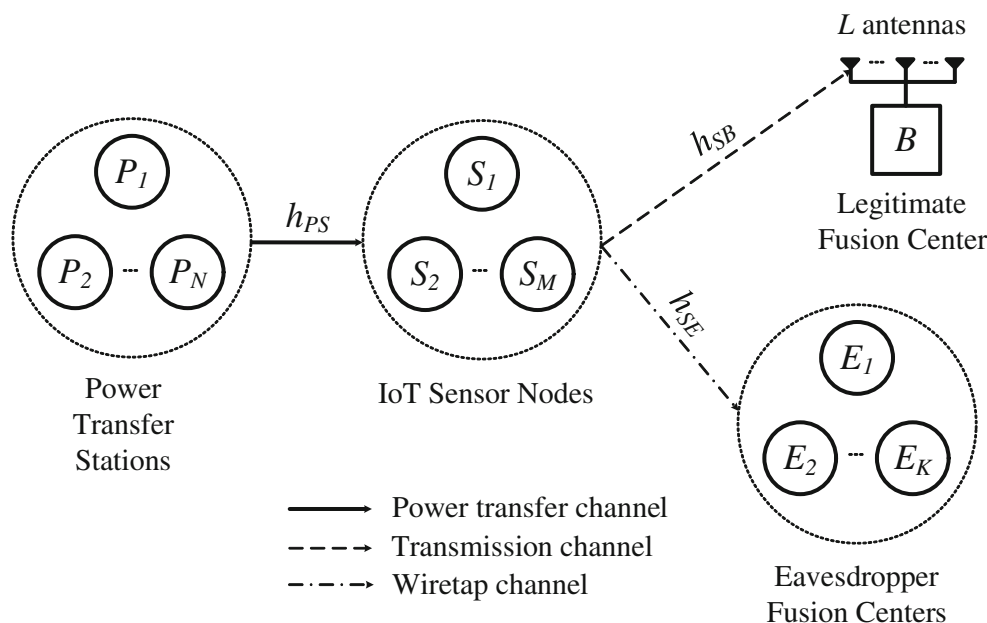 L antennas
P1
P2 ... PN
hPS
S1
S2 ... SM
hSB
B
Legitimate
Fusion Center
hSE
E1
E2 ... EK
Power
Transfer
Stations
IoT Sensor Nodes
Eavesdropper
Fusion Centers
Power transfer channel
Transmission channel
Wiretap channel